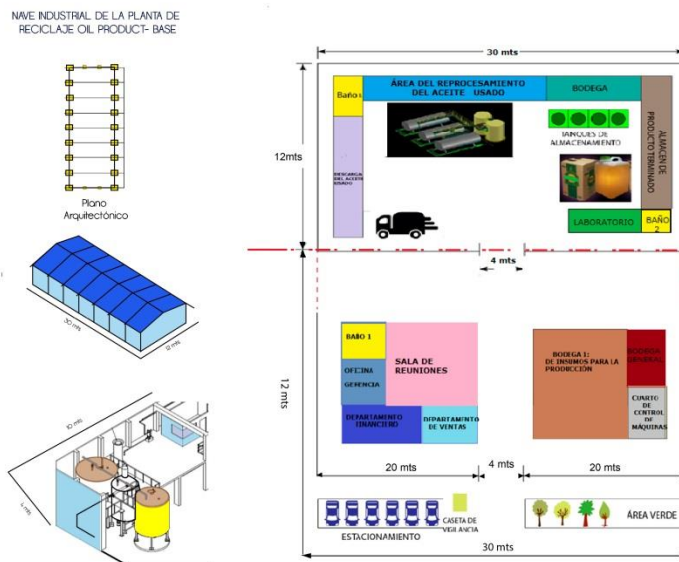 NAVE INDUSTRIAL DE LA PLANTA DE
RECICLAJE OIL PRODUCT- BASE
Plano
Arquitectónico
30 mts
12 mts
10 mts
4 mts
30 mts
12mts
Baño 1
ÁREA DEL REPROCESAMIENTO
DEL ACEITE USADO
BODEGA
ALMACEN DE
PRODUCTO TERMINADO
DESCARGA
DEL ACEITE
USADO
TANQUES DE
ALMACENAMIENTO
LABORATORIO
BAÑO
2
4 mts
12 mts
BAÑO 1
SALA DE
REUNIONES
OFICINA
GERENCIA
DEPARTAMENTO
FINANCIERO
DEPARTAMENTO
DE VENTAS
BODEGA 1:
DE INSUMOS PARA LA
PRODUCCIÓN
BODEGA
GENERAL
CUARTO
DE
CONTROL
DE
MÁQUIRAS
20 mts
4 mts
20 mts
ESTACIONAMIENTO
CASETA DE
VIGILANCIA
ÁREA VERDE
30 mts